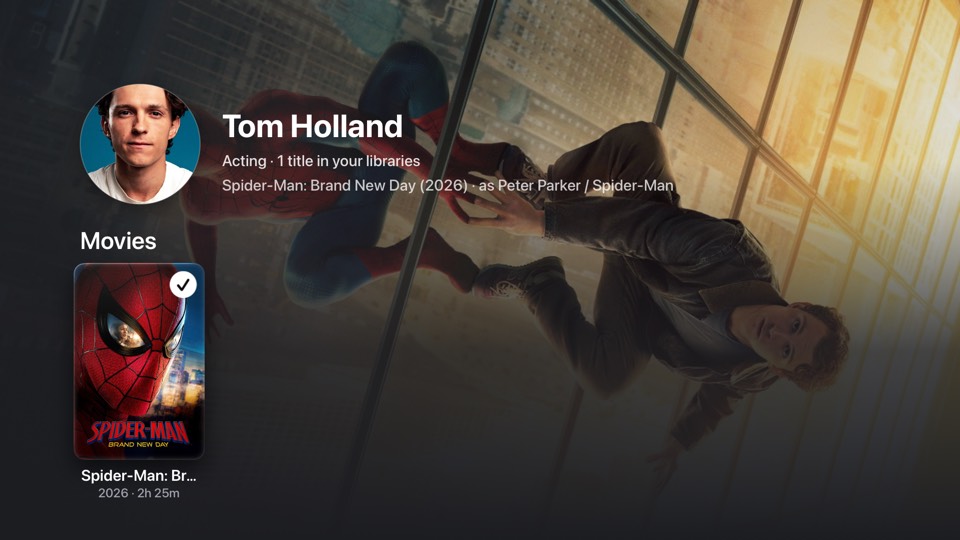 Tom Holland
Acting · 1 title in your libraries
Spider-Man: Brand New Day (2026) · as Peter Parker / Spider-Man
Movies
SPIDER-MAN
BRAND NEW DAY
Spider-Man: Br...
2026 · 2h 25m